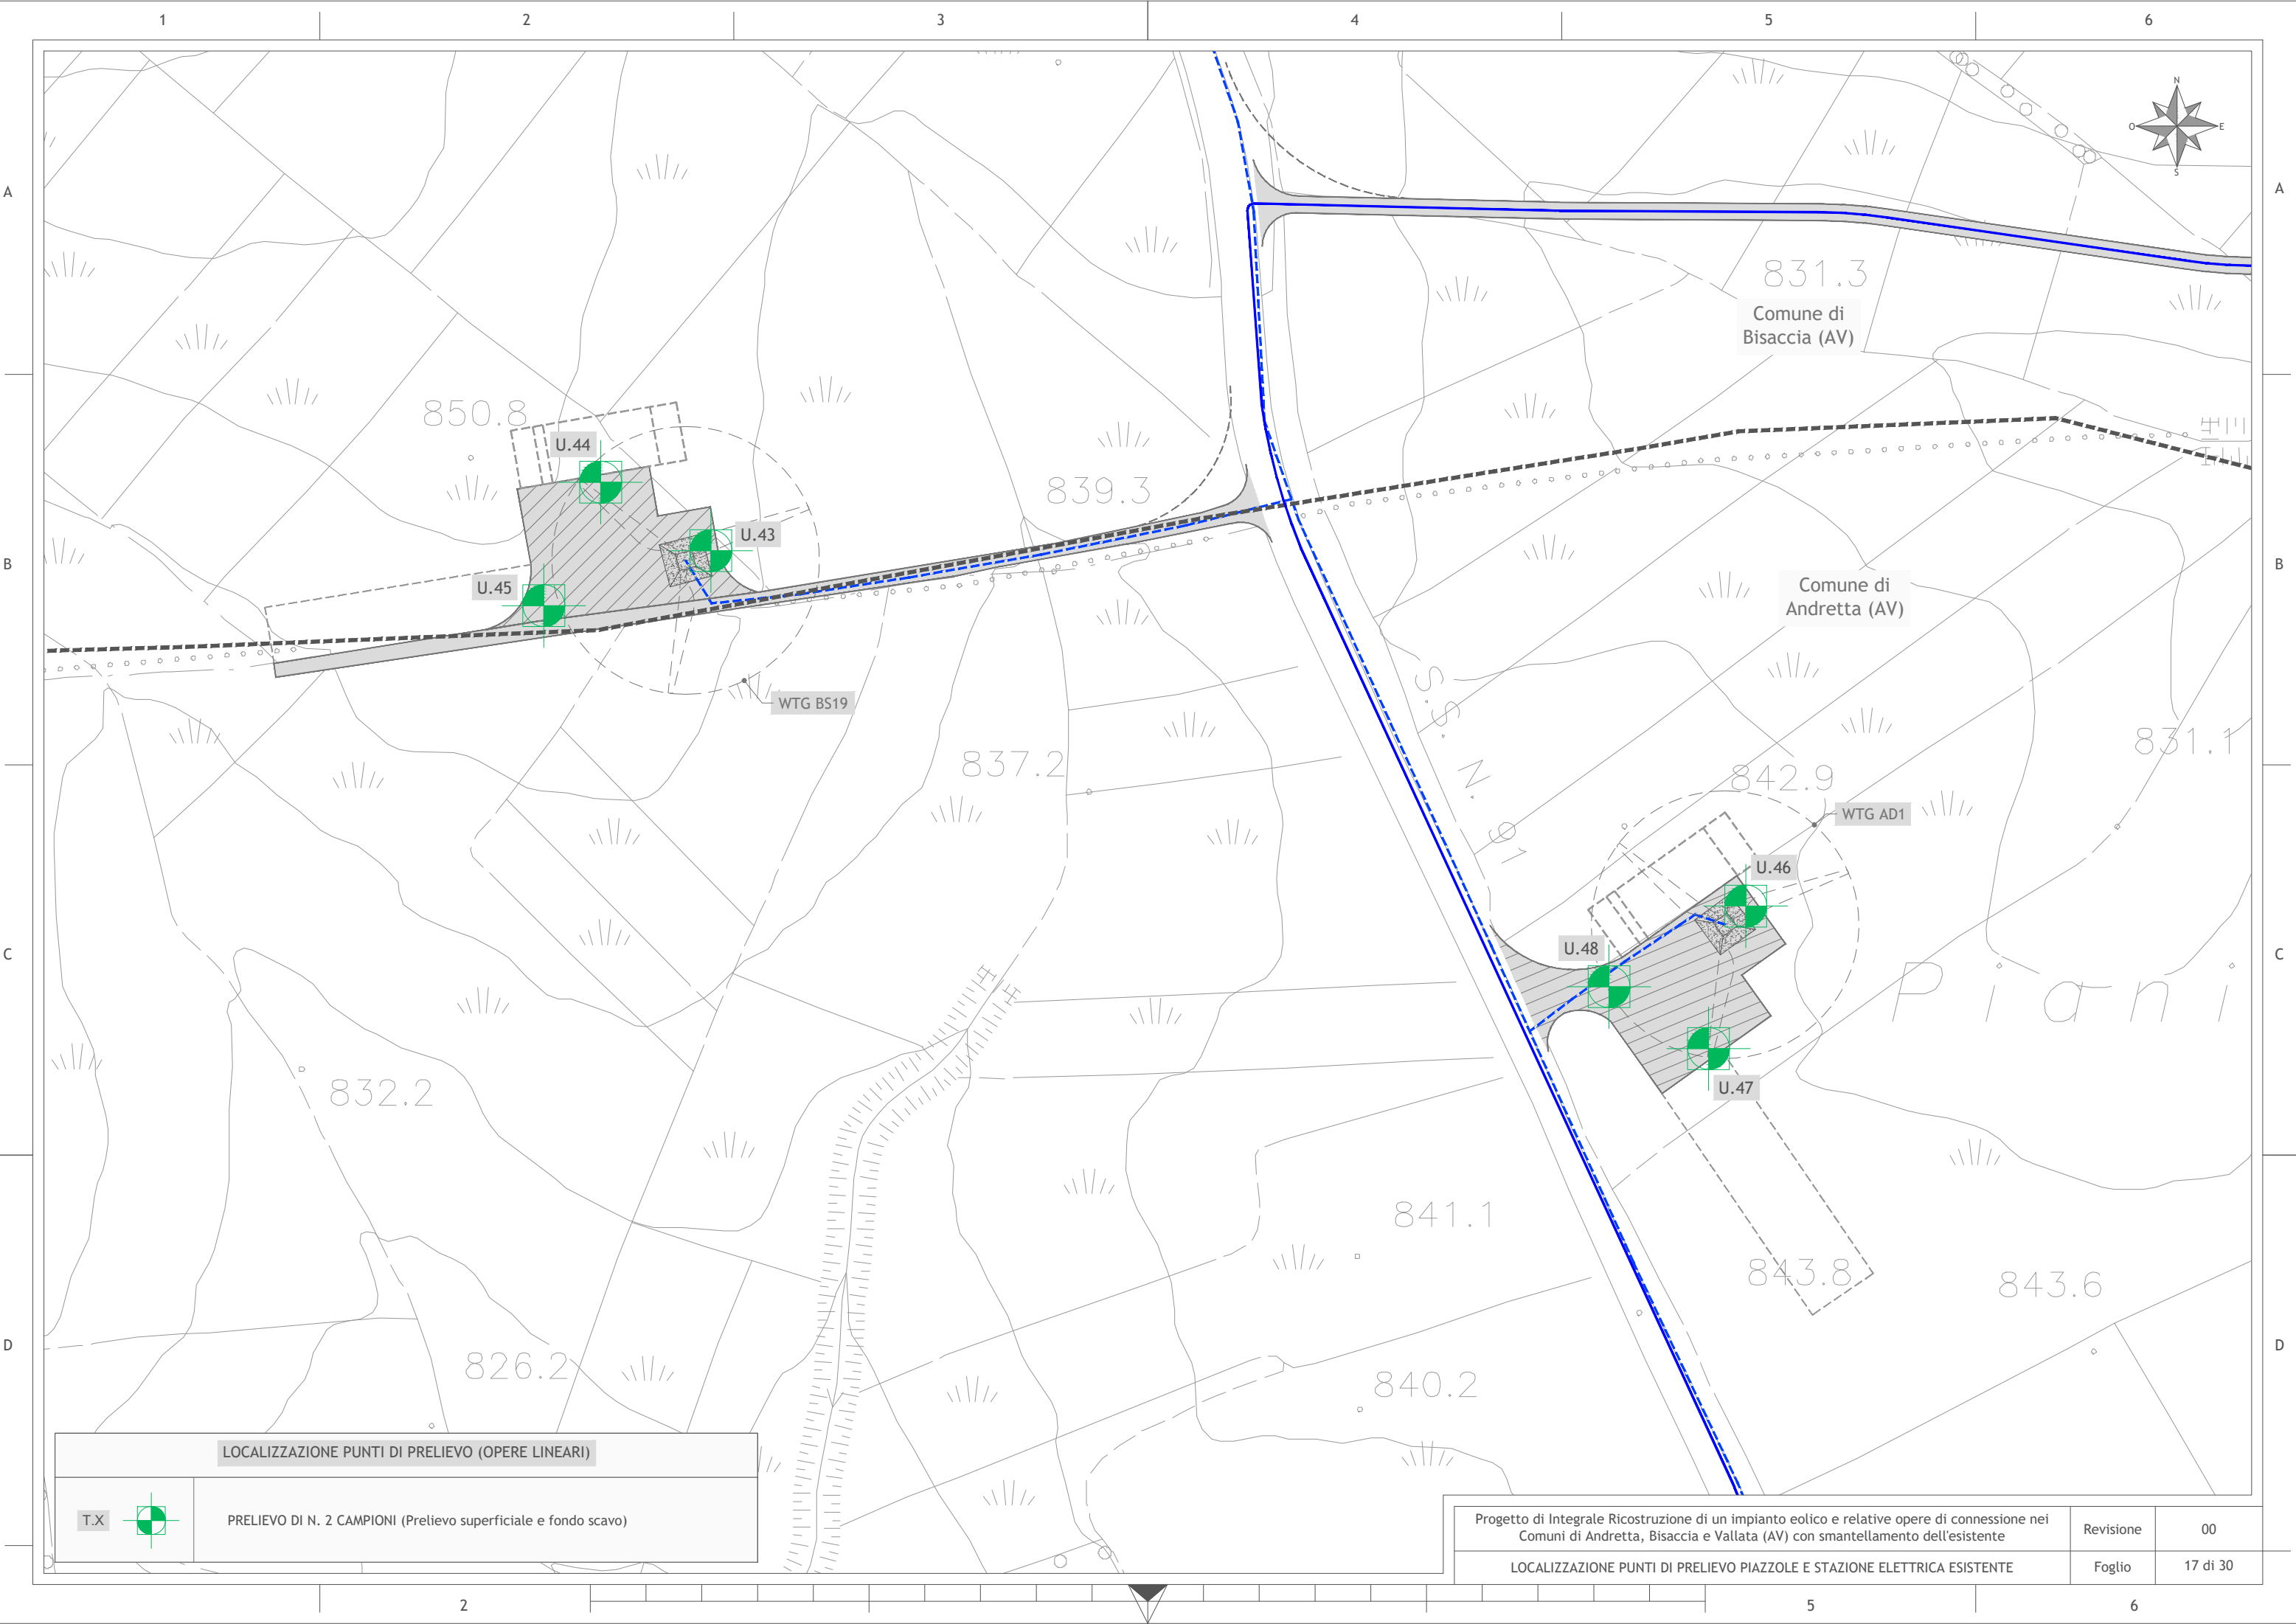 1 2 3 4 5 6
A A
N
O E
S
831.3
Comune di
Bisaccia (AV)
850.8
U.44
839.3
U.43
B B
U.45
Comune di
Andretta (AV)
WTG BS19
S.S.
N.
91
837.2
831.1
842.9
WTG AD1
U.46
U.48
C C
Piani
U.47
832.2
841.1
843.8
843.6
D D
826.2
840.2
LOCALIZZAZIONE PUNTI DI PRELIEVO (OPERE LINEARI)
T.X
PRELIEVO DI N. 2 CAMPIONI (Prelievo superficiale e fondo scavo)
Progetto di Integrale Ricostruzione di un impianto eolico e relative opere di connessione nei
Comuni di Andretta, Bisaccia e Vallata (AV) con smantellamento dell'esistente
Revisione 00
LOCALIZZAZIONE PUNTI DI PRELIEVO PIAZZOLE E STAZIONE ELETTRICA ESISTENTE
Foglio 17 di 30
2 5 6